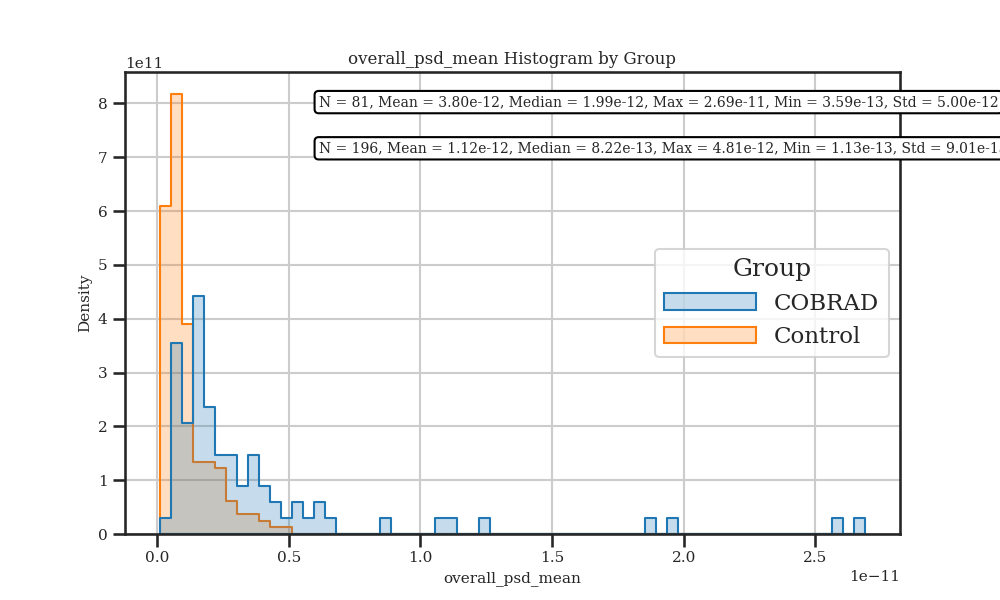 overall_psd_mean Histogram by Group
1e11
N = 81, Mean = 3.80e-12, Median = 1.99e-12, Max = 2.69e-11, Min = 3.59e-13, Std = 5.00e-12
N = 196, Mean = 1.12e-12, Median = 8.22e-13, Max = 4.81e-12, Min = 1.13e-13, Std = 9.01e-1
8
7
6
5
4
3
2
1
0
Density
Group
COBRAD
Control
0.0 0.5 1.0 1.5 2.0 2.5
1e−11
overall_psd_mean